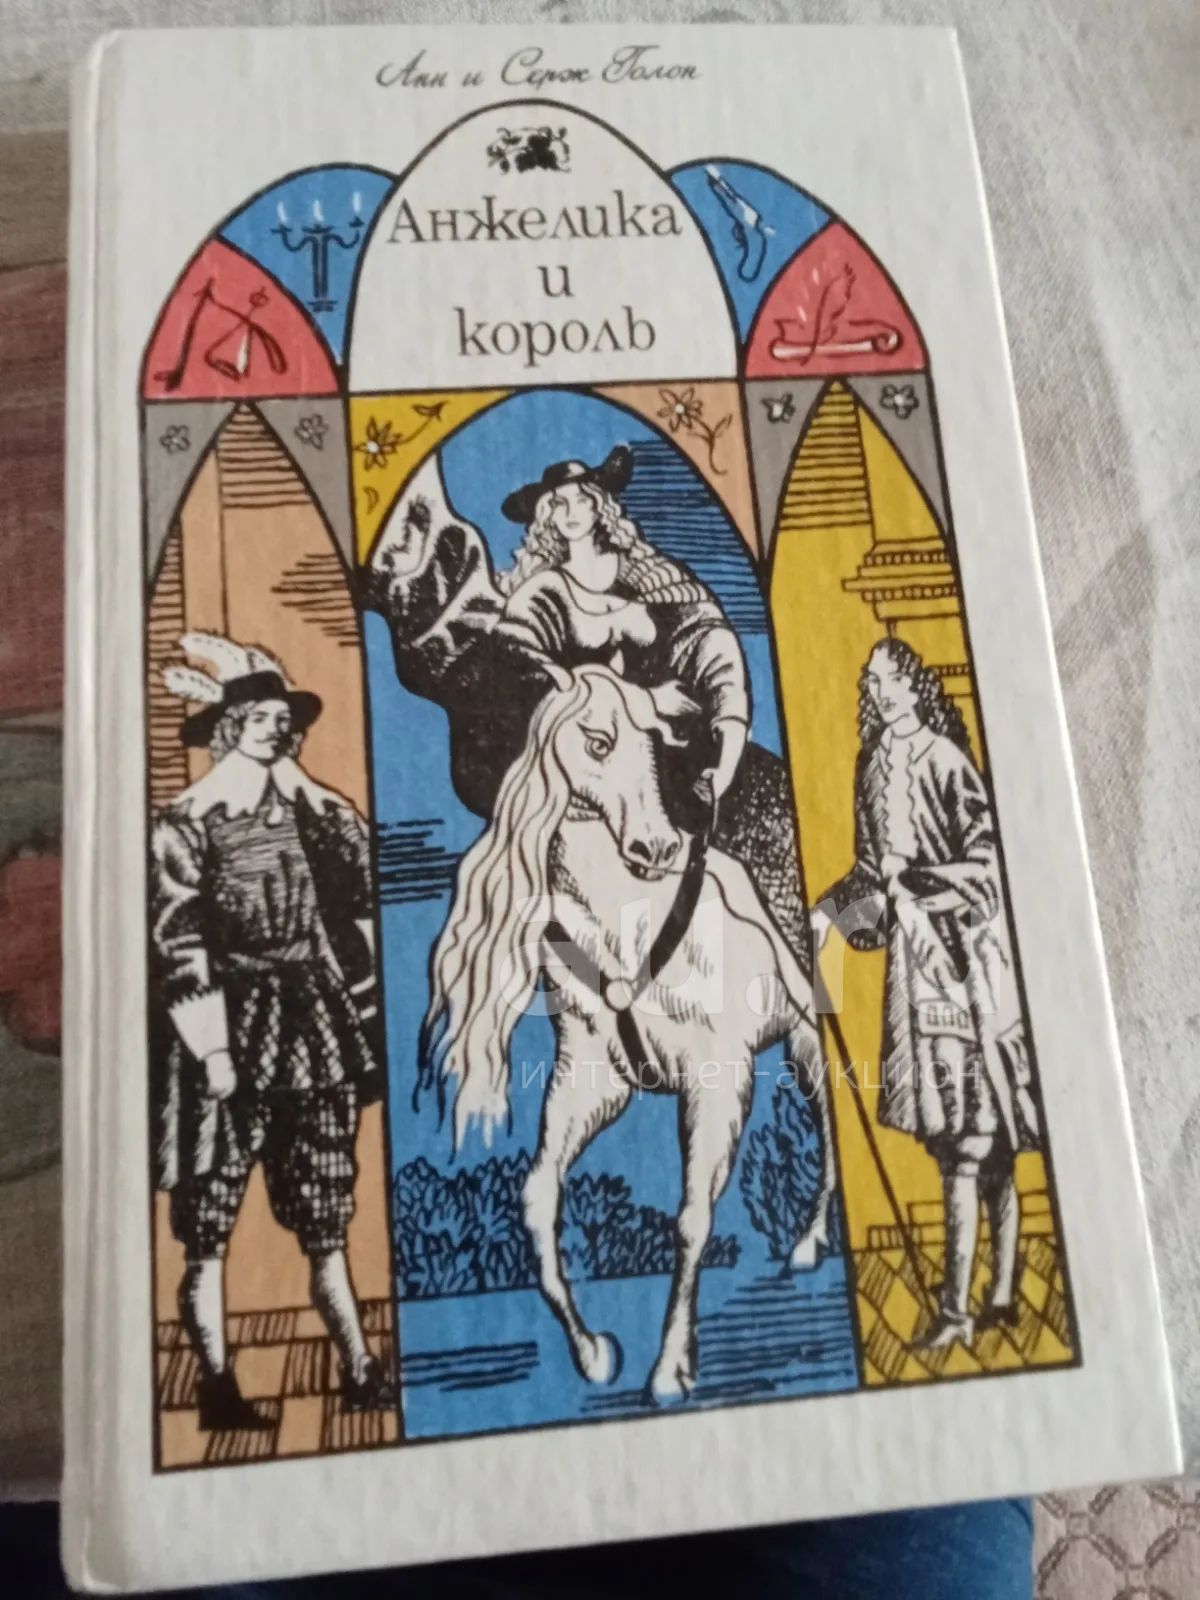 Анн и Серж Голон
Анжелика
и
король
au.ru
интернет-аукцион